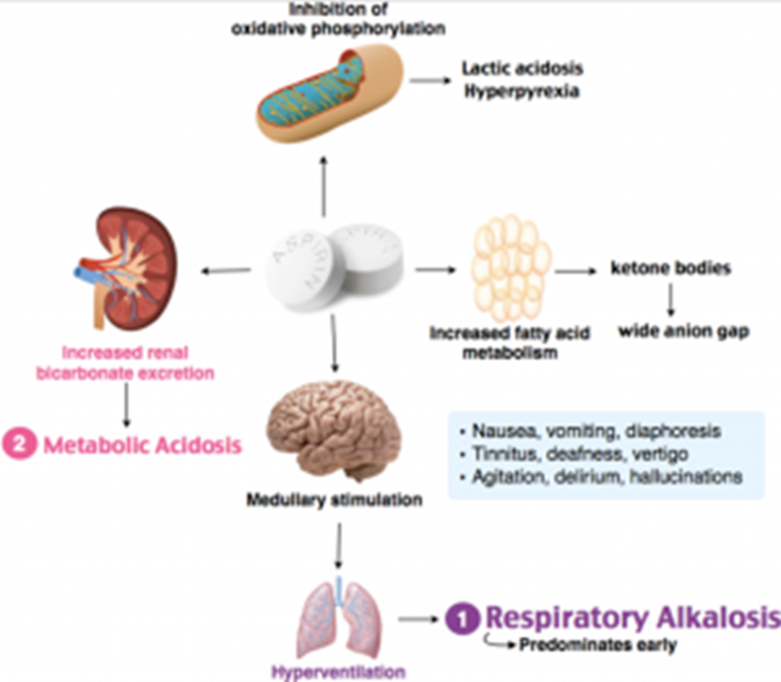 Inhibition of
oxidative phosphorylation
Lactic acidosis
Hyperpyrexia
ASPIRIN
ketone bodies
Increased fatty acid
metabolism
wide anion gap
Increased renal
bicarbonate excretion
2 Metabolic Acidosis
• Nausea, vomiting, diaphoresis
• Tinnitus, deafness, vertigo
• Agitation, delirium, hallucinations
Medullary stimulation
1 Respiratory Alkalosis
Predominates early
Hyperventilation